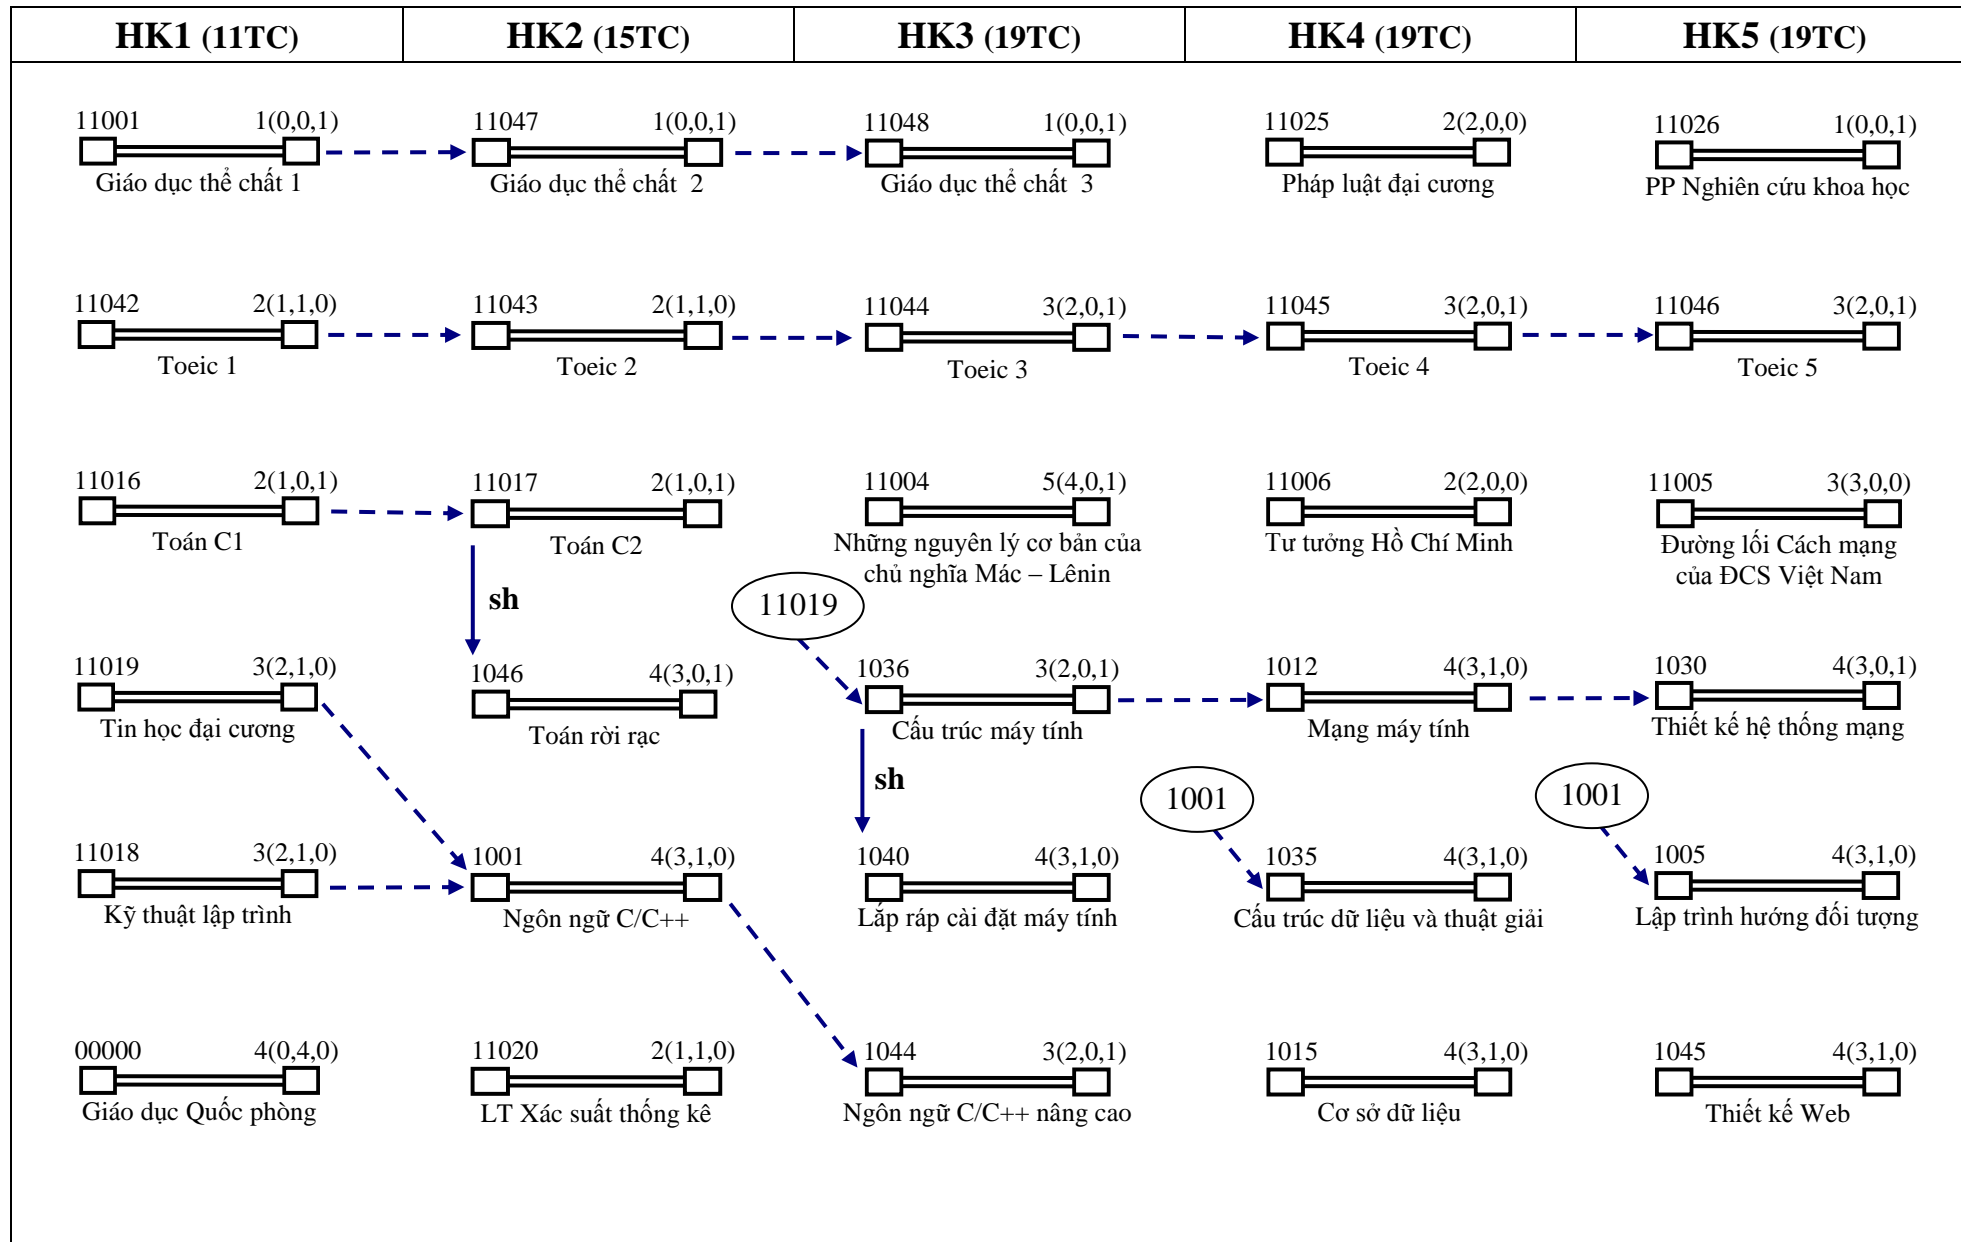 HK1 (11TC) HK2 (15TC) HK3 (19TC) HK4 (19TC) HK5 (19TC)
11001 1(0,0,1) 11047 1(0,0,1) 11048 1(0,0,1) 11025 2(2,0,0) 11026 1(0,0,1)
Giáo dục thể chất 1 Giáo dục thể chất 2 Giáo dục thể chất 3 Pháp luật đại cương PP Nghiên cứu khoa học
11042 2(1,1,0) 11043 2(1,1,0) 11044 3(2,0,1) 11045 3(2,0,1) 11046 3(2,0,1)
Toeic 1 Toeic 2 Toeic 3 Toeic 4 Toeic 5
11016 2(1,0,1) 11017 2(1,0,1) 11004 5(4,0,1) 11006 2(2,0,0) 11005 3(3,0,0)
Toán C1 Toán C2 Những nguyên lý cơ bản của Tư tưởng Hồ Chí Minh Đường lối Cách mạng
chủ nghĩa Mác – Lênin của ĐCS Việt Nam
sh 11019
11019 3(2,1,0) 1046 4(3,0,1) 1036 3(2,0,1) 1012 4(3,1,0) 1030 4(3,0,1)
Tin học đại cương Toán rời rạc Cấu trúc máy tính Mạng máy tính Thiết kế hệ thống mạng
sh 1001 1001
11018 3(2,1,0) 1001 4(3,1,0) 1040 4(3,1,0) 1035 4(3,1,0) 1005 4(3,1,0)
Kỹ thuật lập trình Ngôn ngữ C/C++ Lắp ráp cài đặt máy tính Cấu trúc dữ liệu và thuật giải Lập trình hướng đối tượng
00000 4(0,4,0) 11020 2(1,1,0) 1044 3(2,0,1) 1015 4(3,1,0) 1045 4(3,1,0)
Giáo dục Quốc phòng LT Xác suất thống kê Ngôn ngữ C/C++ nâng cao Cơ sở dữ liệu Thiết kế Web